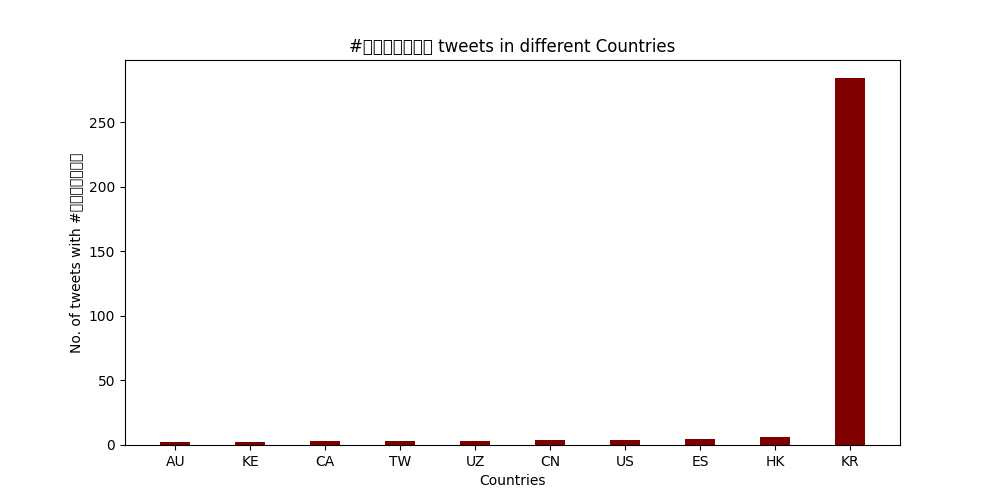 #▯▯▯▯▯▯▯ tweets in different Countries
No. of tweets with #▯▯▯▯▯▯▯
250
200
150
100
50
0
AU KE CA TW UZ CN US ES HK KR
Countries